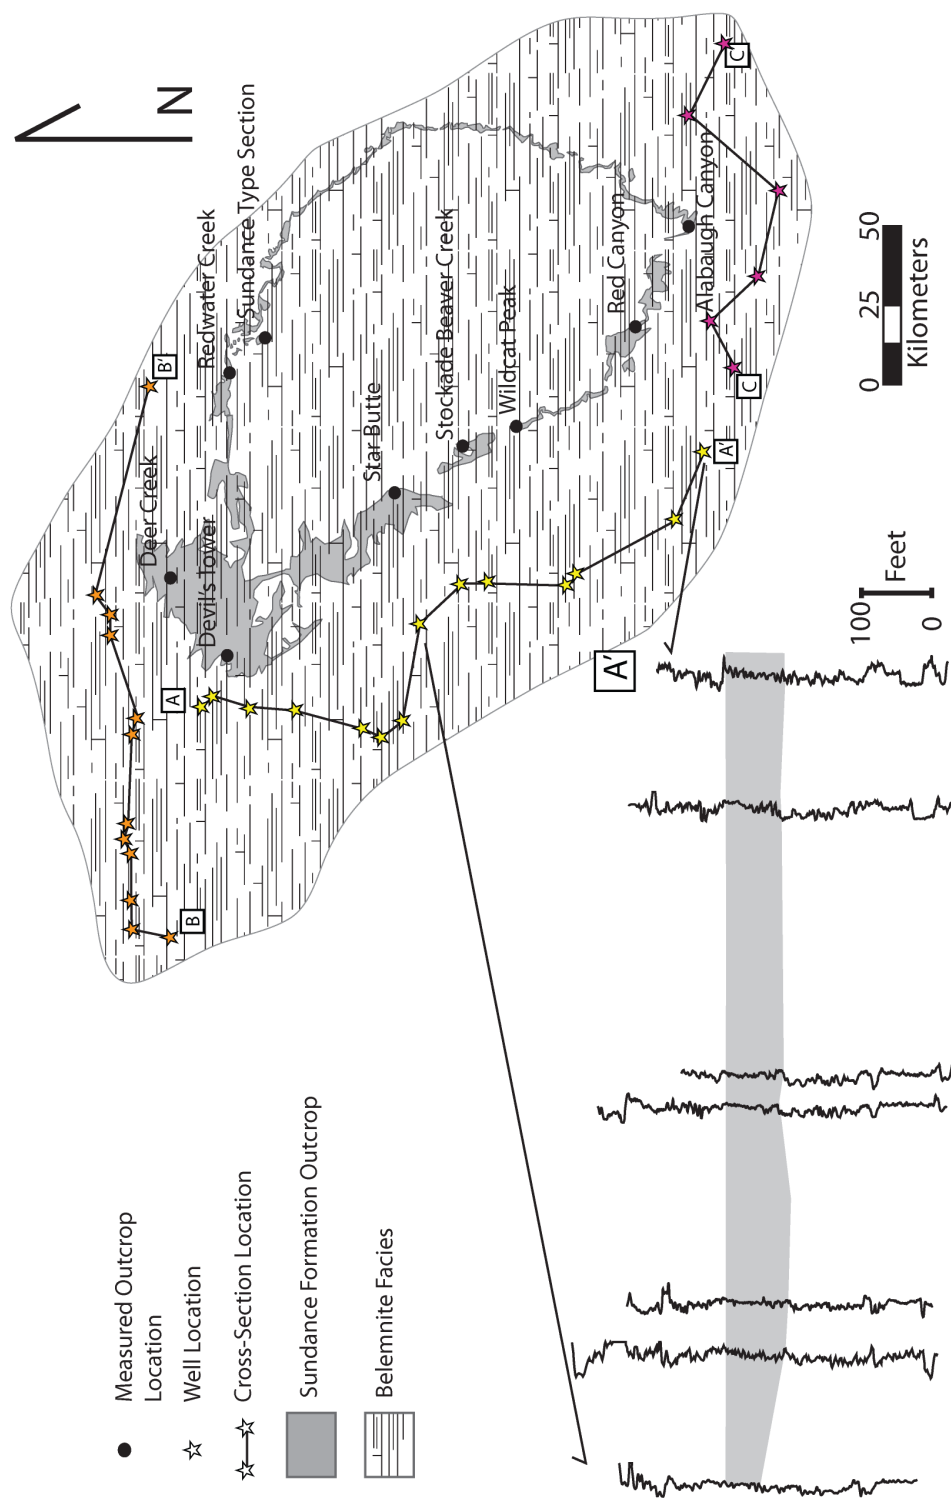 N
B'
Deer Creek
Redwater Creek
Sundance Type Section
Devil's Tower
A
B
Star Butte
Stockade Beaver Creek
Wildcat Peak
Red Canyon
Alabaugh Canyon
C
C
A'
0 25 50
Kilometers
100
0
Feet
A'
Measured Outcrop
Location
Well Location
Cross-Section Location
Sundance Formation Outcrop
Belemnite Facies